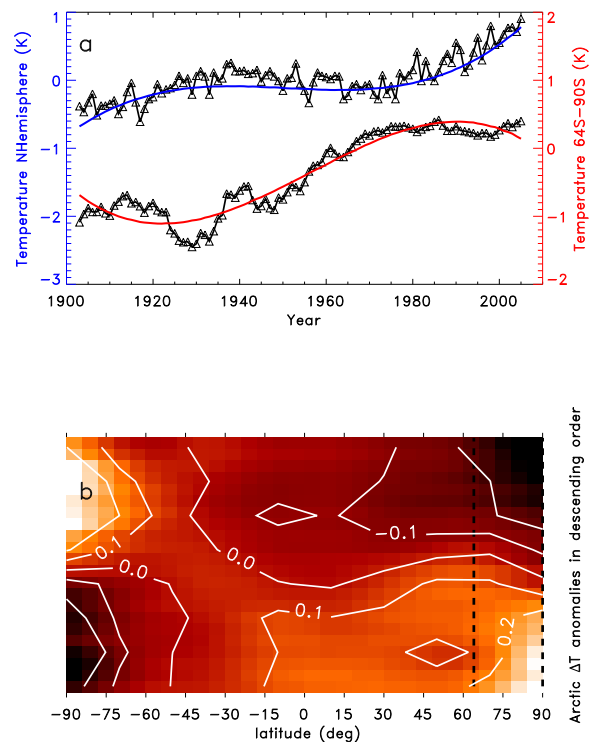 a
Temperature NHemisphere (K)
1
0
−1
−2
−3
Temperature 64S−90S (K)
2
1
0
−1
−2
1900 1920 1940 1960 1980 2000
Year
b
0.1
0.0
0.0
−0.1
0.1
0.2
Arctic ΔT anomalies in descending order
−90 −75 −60 −45 −30 −15 0 15 30 45 60 75 90
latitude (deg)